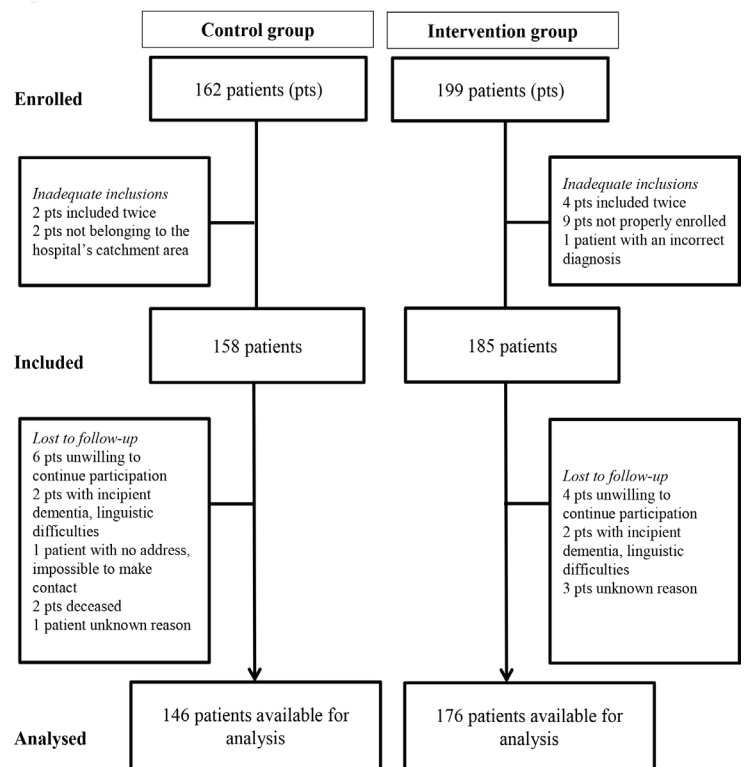 Control group
Intervention group
Enrolled
162 patients (pts)
199 patients (pts)
Inadequate inclusions
2 pts included twice
2 pts not belonging to the
hospital's catchment area
Inadequate inclusions
4 pts included twice
9 pts not properly enrolled
1 patient with an incorrect
diagnosis
Included
158 patients
185 patients
Lost to follow-up
6 pts unwilling to
continue participation
2 pts with incipient
dementia, linguistic
difficulties
1 patient with no address,
impossible to make
contact
2 pts deceased
1 patient unknown reason
Lost to follow-up
4 pts unwilling to
continue participation
2 pts with incipient
dementia, linguistic
difficulties
3 pts unknown reason
Analysed
146 patients available for
analysis
176 patients available for
analysis